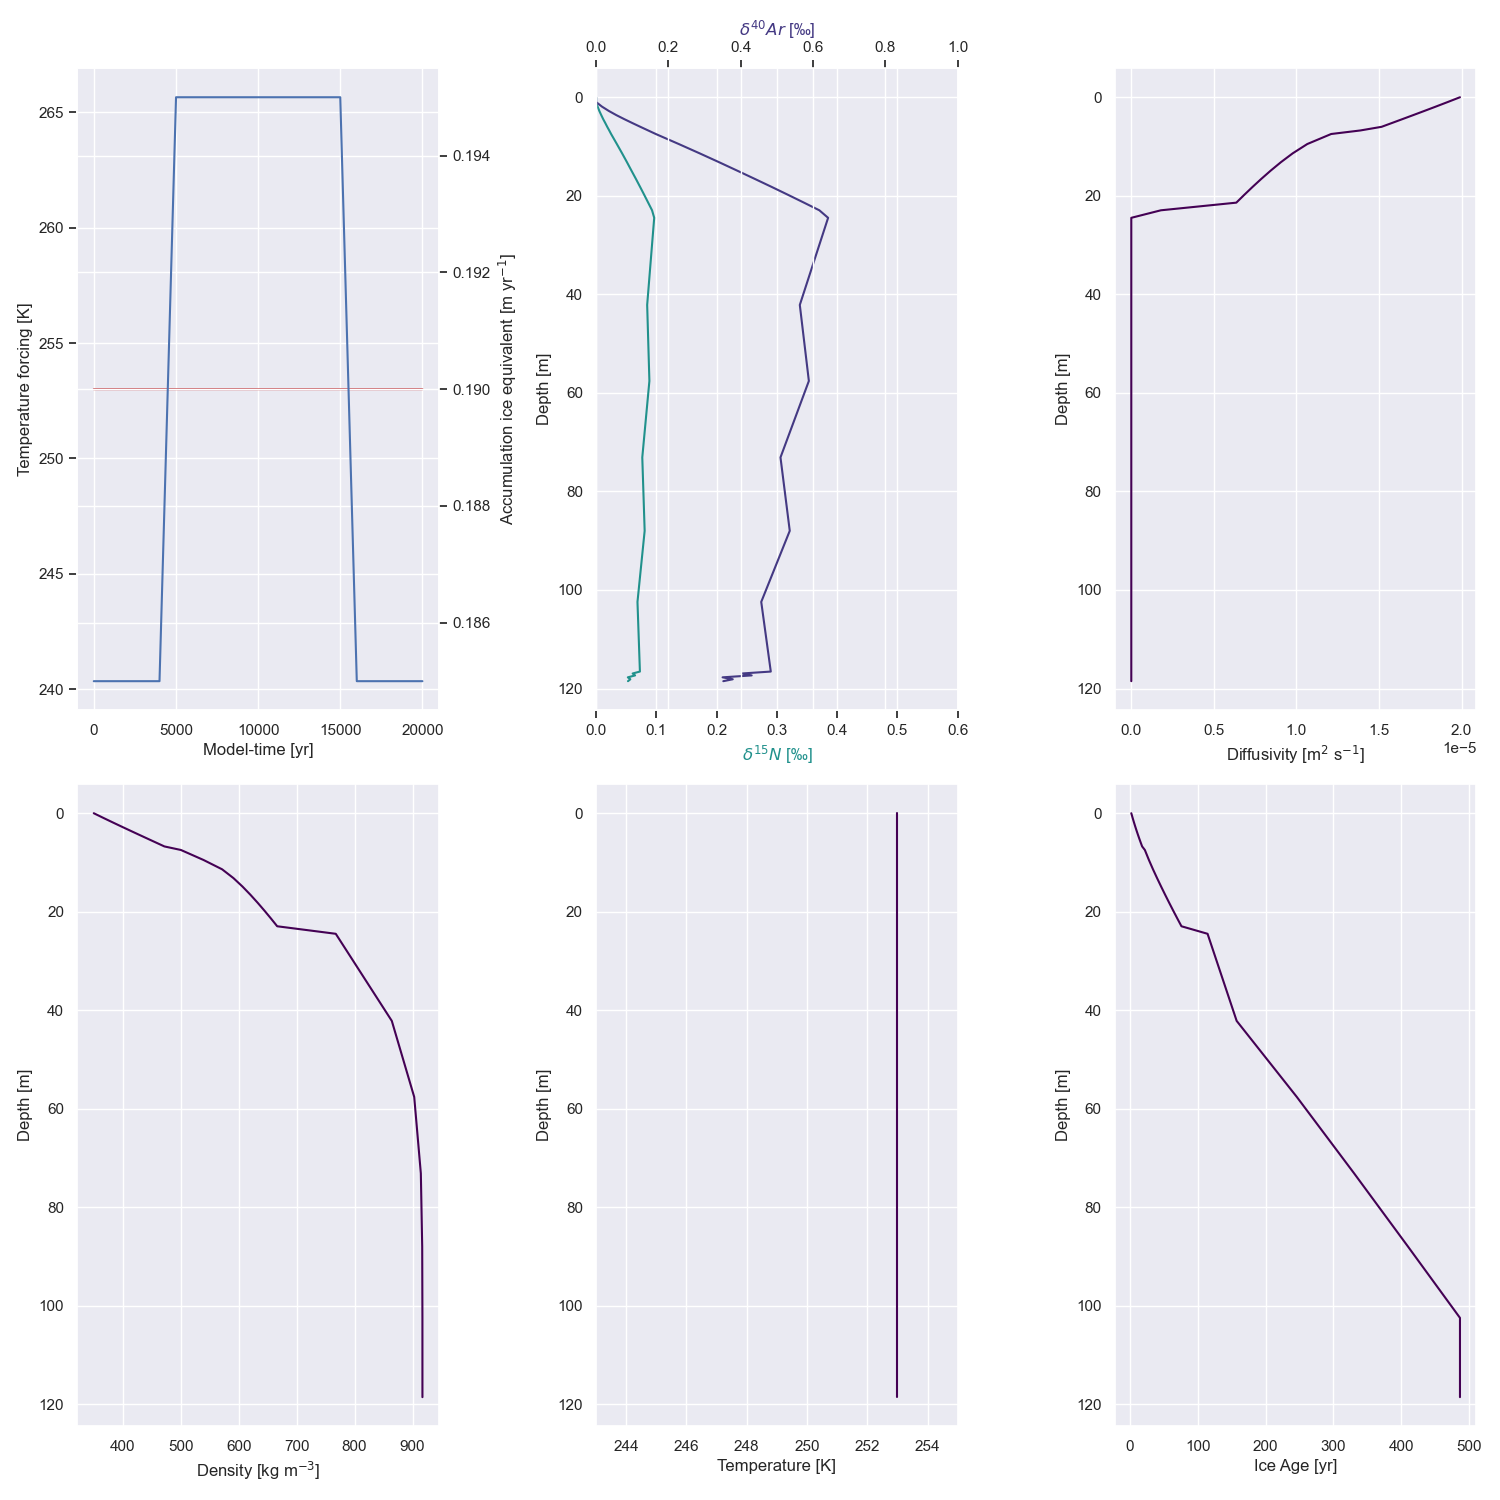 265
260
255
250
245
240
Temperature forcing [K]
0 5000 10000 15000 20000
Model-time [yr]
0.194
0.192
0.190
0.188
0.186
Accumulation ice equivalent [m yr⁻¹]
δ⁴⁰Ar [‰]
0.0 0.2 0.4 0.6 0.8 1.0
0
20
40
60
80
100
120
Depth [m]
0.0 0.1 0.2 0.3 0.4 0.5 0.6
δ¹⁵N [‰]
0
20
40
60
80
100
120
Depth [m]
0.0 0.5 1.0 1.5 2.0
1e−5
Diffusivity [m² s⁻¹]
0
20
40
60
80
100
120
Depth [m]
400 500 600 700 800 900
Density [kg m⁻³]
0
20
40
60
80
100
120
Depth [m]
244 246 248 250 252 254
Temperature [K]
0
20
40
60
80
100
120
Depth [m]
0 100 200 300 400 500
Ice Age [yr]